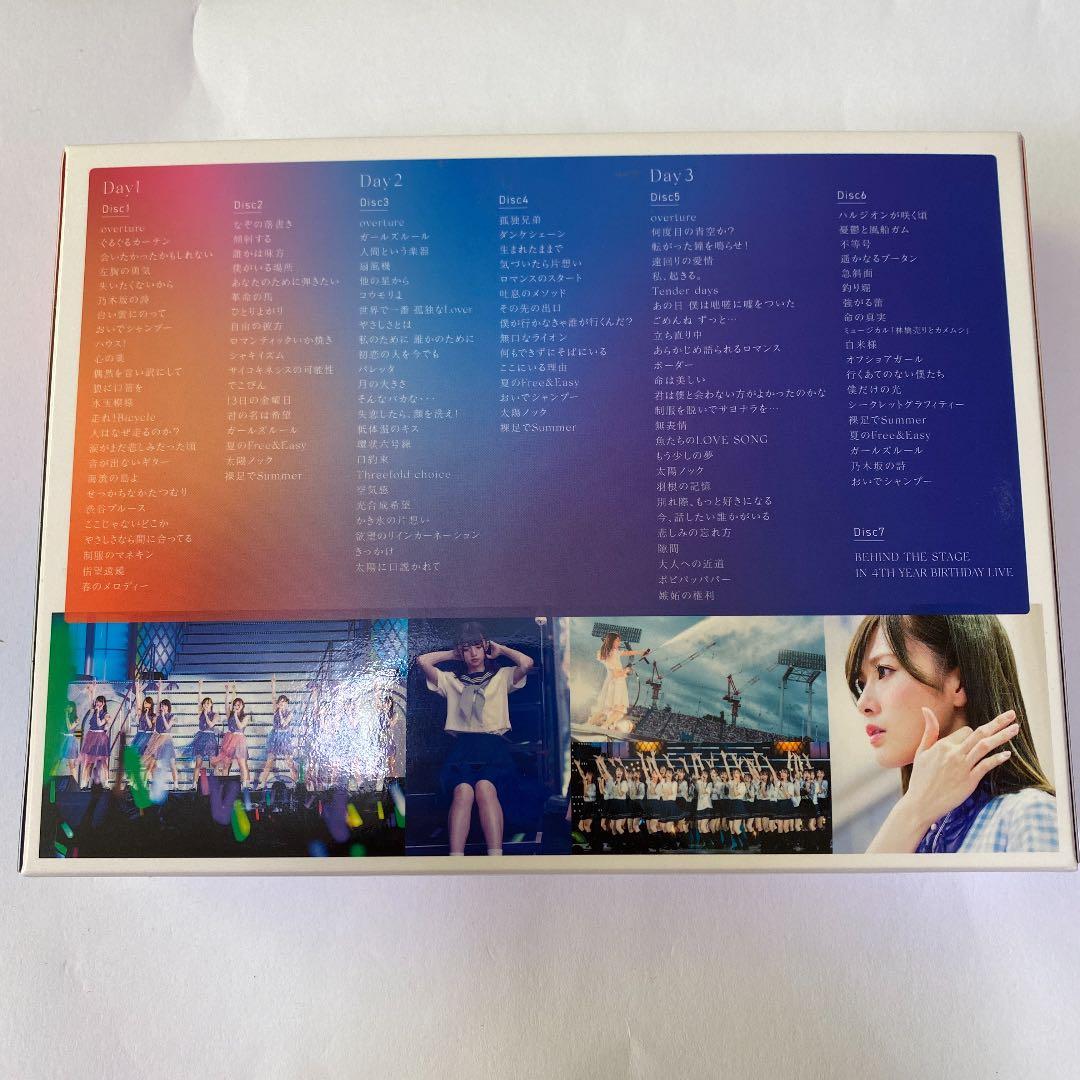 Day1
Disc1
overture
ぐるぐるカーテン
会いたかったかもしれない
左胸の勇気
失いたくないから
乃木坂の詩
白い雲にのって
おいでシャンプー
ハウス!
心の薬
偶然を言い訳にして
狼に口笛を
水玉模様
走れ!Bicycle
人はなぜ走るのか?
涙がまだ悲しみだった頃
音が出ないギター
海流の島よ
せっかちなかたつむり
渋谷ブルース
ここじゃないどこか
やさしさなら間に合ってる
制服のマネキン
指望遠鏡
春のメロディー
Disc2
なぞの落書き
傾斜する
誰かは味方
僕がいる場所
あなたのために弾きたい
革命の馬
ひとりよがり
自由の彼方
ロマンティックいか焼き
シャキイズム
サイコキネシスの可能性
でこぴん
13日の金曜日
君の名は希望
ガールズルール
夏のFree&Easy
太陽ノック
裸足でSummer
Day2
Disc3
overture
ガールズルール
人間という楽器
扇風機
他の星から
コウモリよ
世界で一番 孤独なLover
やさしさとは
私のために 誰かのために
初恋の人を今でも
バレッタ
月の大きさ
そんなバカな・・・
失恋したら、顔を洗え!
低体温のキス
環状六号線
口約束
Threefold choice
空気感
光合成希望
かき氷の片想い
欲望のリインカーネーション
きっかけ
太陽に口説かれて
Disc4
孤独兄弟
ダンケシェーン
生まれたままで
気づいたら片想い
ロマンスのスタート
吐息のメソッド
その先の出口
僕が行かなきゃ誰が行くんだ?
無口なライオン
何もできずにそばにいる
ここにいる理由
夏のFree&Easy
おいでシャンプー
太陽ノック
裸足でSummer
Day3
Disc5
overture
何度目の青空か?
転がった鐘を鳴らせ!
遠回りの愛情
私、起きる。
Tender days
あの日 僕は咄嗟に嘘をついた
ごめんね ずっと…
立ち直り中
あらかじめ語られるロマンス
ボーダー
命は美しい
君は僕と会わない方がよかったのかな
制服を脱いでサヨナラを…
無表情
魚たちのLOVE SONG
もう少しの夢
太陽ノック
羽根の記憶
別れ際、もっと好きになる
今、話したい誰かがいる
悲しみの忘れ方
隙間
大人への近道
ポピパッパパー
嫉妬の権利
Disc6
ハルジオンが咲く頃
憂鬱と風船ガム
不等号
遥かなるブータン
急斜面
釣り堀
強がる蕾
命の真実
ミュージカル「林檎売りとカメムシ」
白米様
オフショアガール
行くあてのない僕たち
僕だけの光
シークレットグラフィティー
裸足でSummer
夏のFree&Easy
ガールズルール
乃木坂の詩
おいでシャンプー
Disc7
BEHIND THE STAGE
IN 4TH YEAR BIRTHDAY LIVE